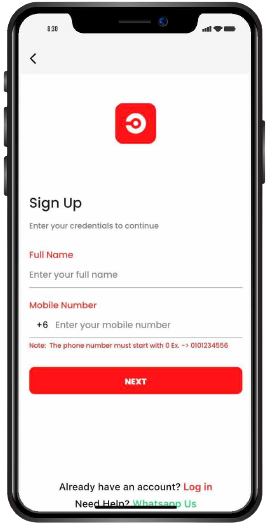 8:30
Sign Up
Enter your credentials to continue
Full Name
Enter your full name
Mobile Number
+6 Enter your mobile number
Note: The phone number must start with 0 Ex. -> 0101234556
NEXT
Already have an account? Log in
Need Help? Whatsapp Us